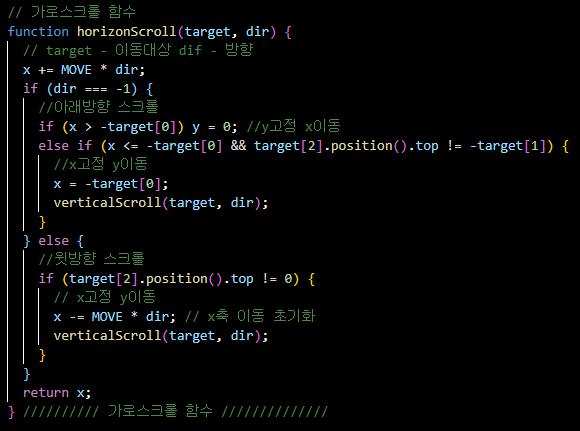 // 가로스크롤 함수
function horizonScroll(target, dir) {
  // target - 이동대상 dif - 방향
  x += MOVE * dir;
  if (dir === -1) {
    //아래방향 스크롤
    if (x > -target[0]) y = 0; //y고정 x이동
    else if (x <= -target[0] && target[2].position().top != -target[1]) {
      //x고정 y이동
      x = -target[0];
      verticalScroll(target, dir);
    }
  } else {
    //윗방향 스크롤
    if (target[2].position().top != 0) {
      // x고정 y이동
      x -= MOVE * dir; // x축 이동 초기화
      verticalScroll(target, dir);
    }
  }
  return x;
} ////////// 가로스크롤 함수 //////////////